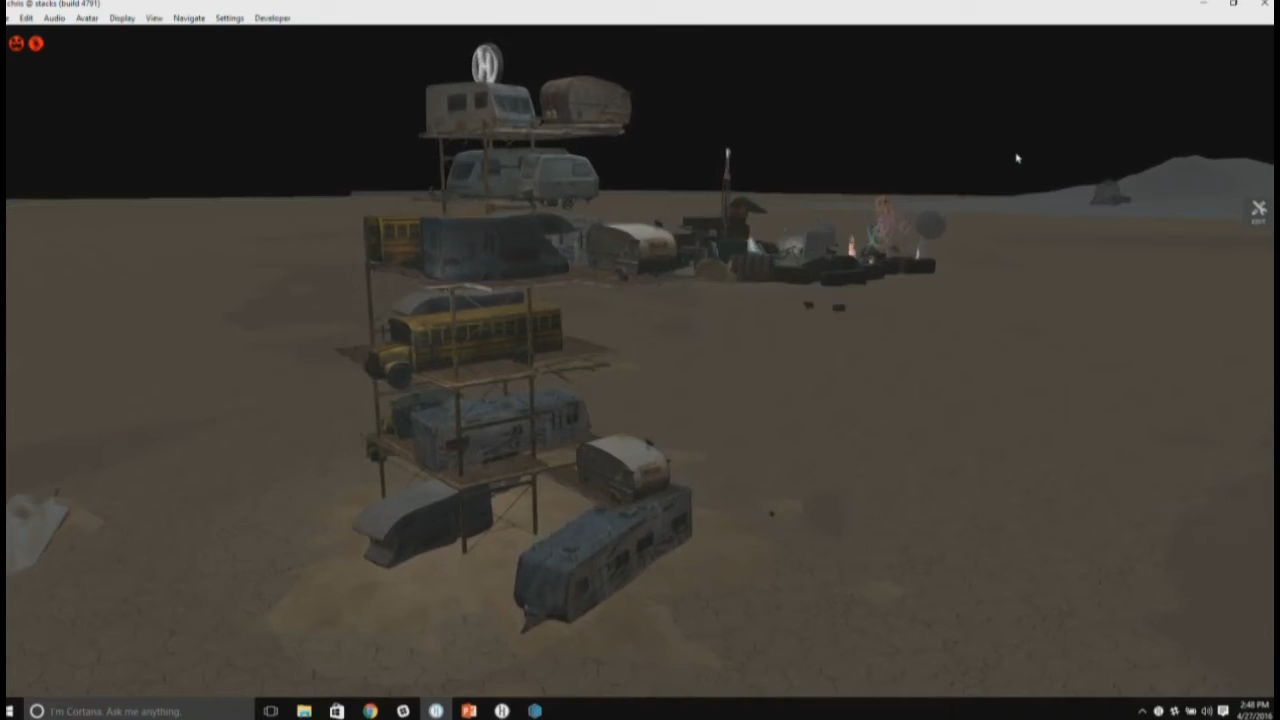 chris @ stacks (build 4791)
Edit Audio Avatar Display View Navigate Settings Developer
EDIT
I'm Cortana. Ask me anything.
2:48 PM
4/27/2016